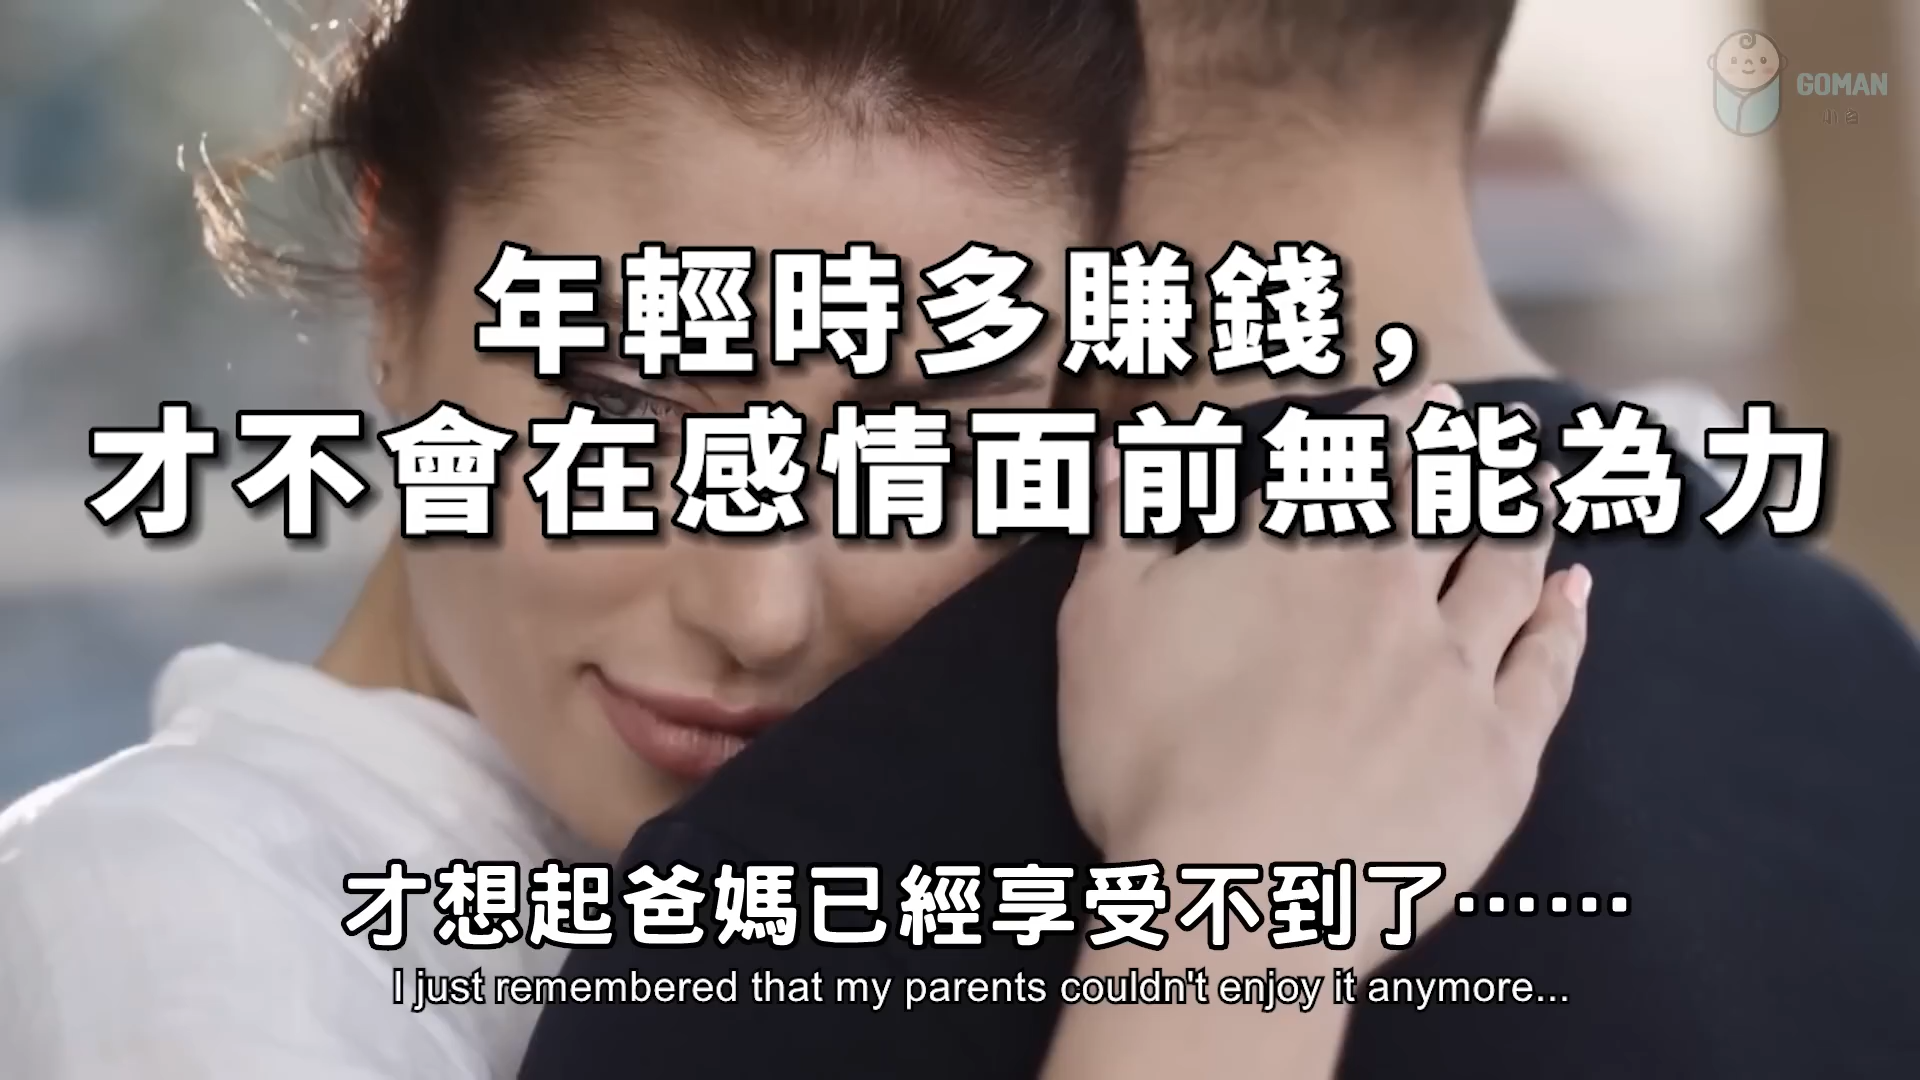 GOMAN
小白
年輕時多賺錢，
才不會在感情面前無能為力
才想起爸媽已經享受不到了……
I just remembered that my parents couldn't enjoy it anymore...